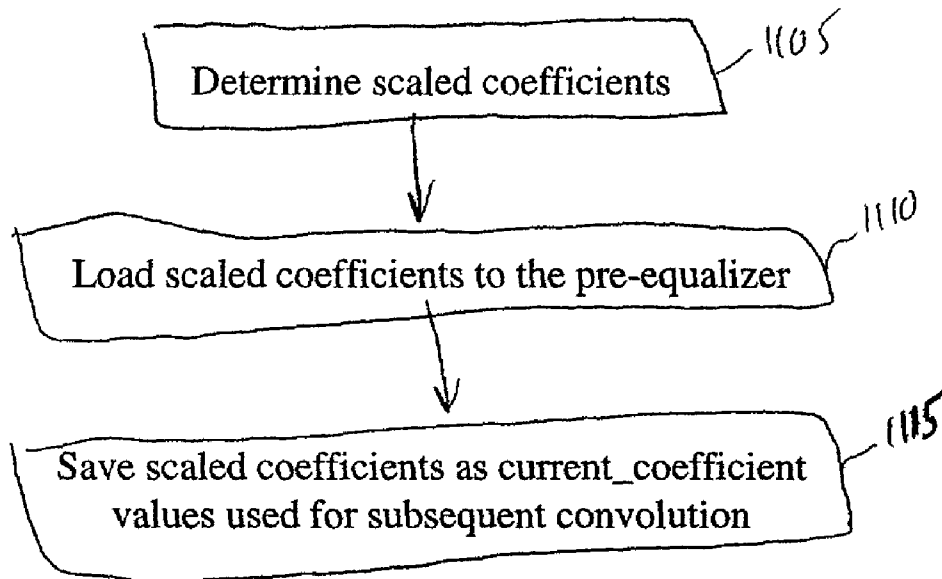 1105
Determine scaled coefficients
1110
Load scaled coefficients to the pre-equalizer
1115
Save scaled coefficients as current_coefficient
values used for subsequent convolution